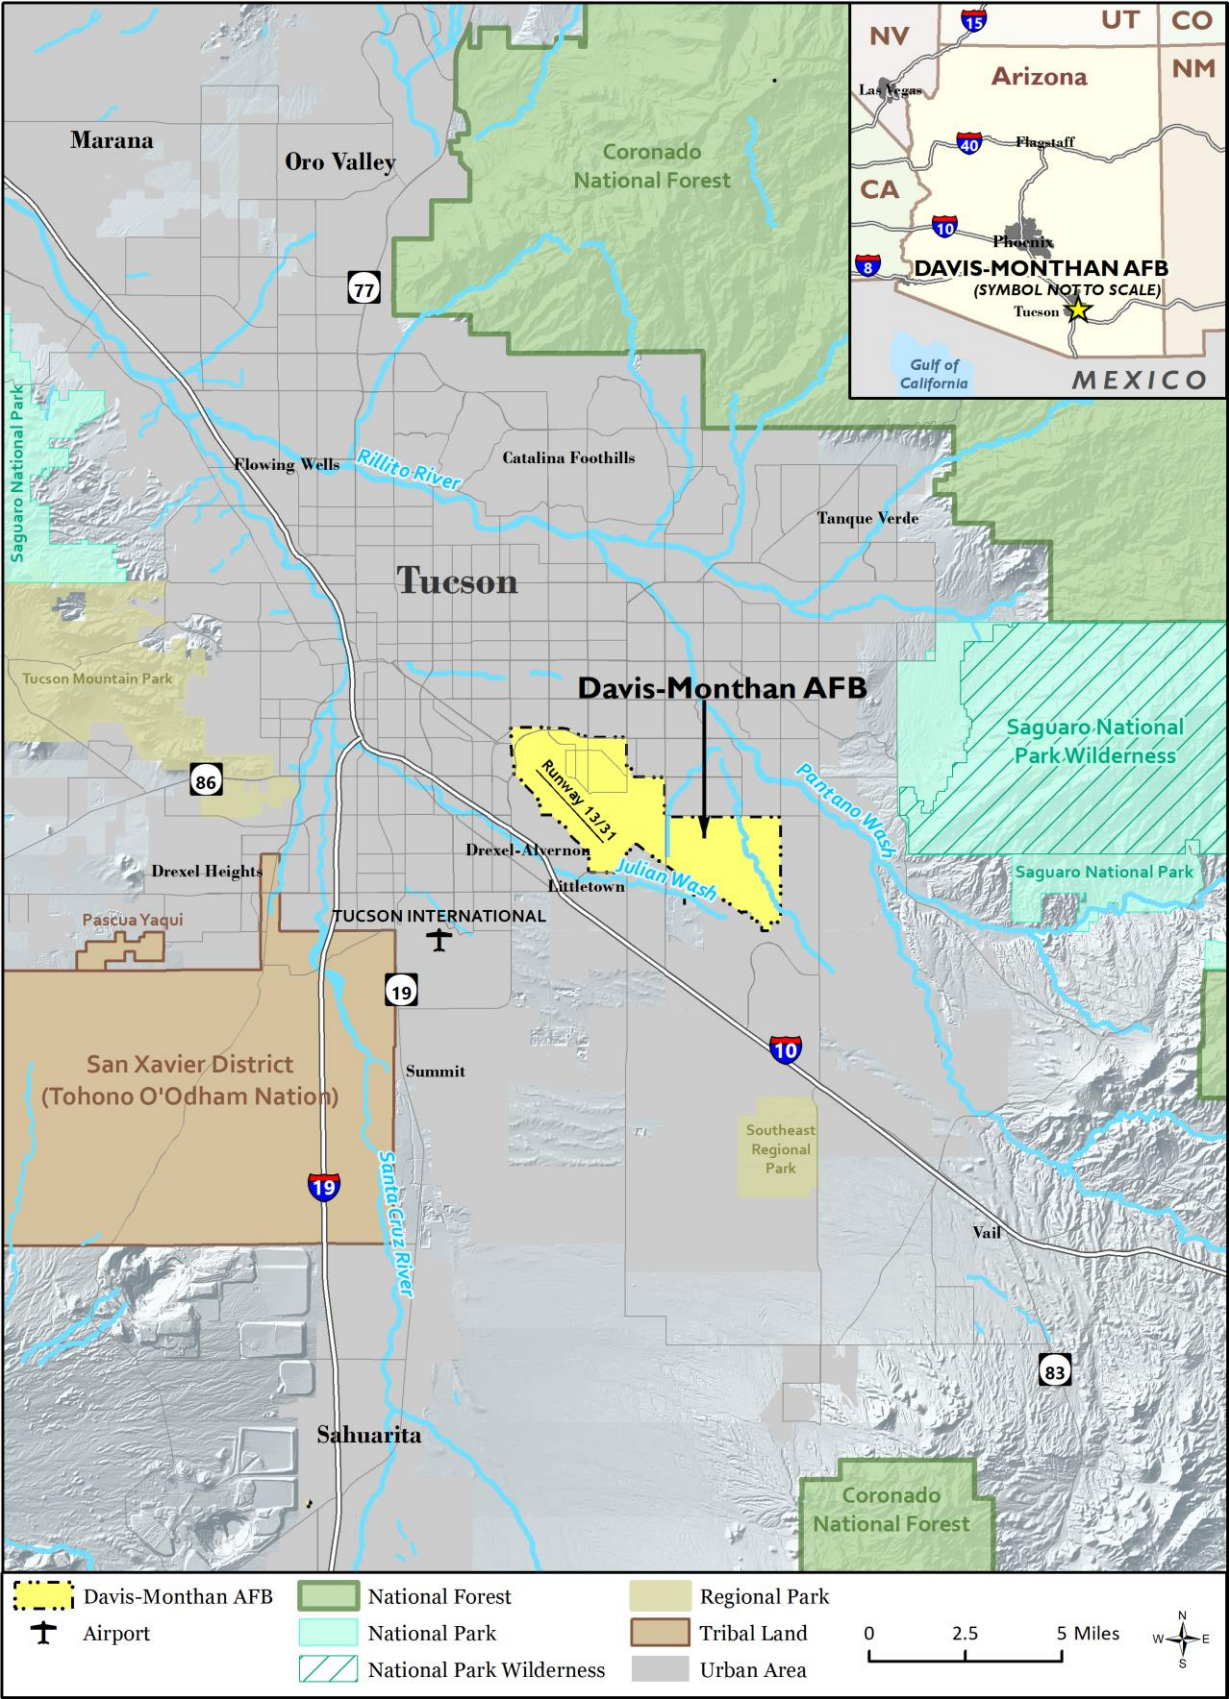 Marana
Oro Valley
Coronado
National Forest
77
Saguaro National Park
Flowing Wells
Rillito River
Catalina Foothills
Tanque Verde
Tucson
Tucson Mountain Park
Davis-Monthan AFB
Saguaro National
Park Wilderness
86
Runway 13/31
Pantano Wash
Drexel-Alvernon
Julian Wash
Littletown
Drexel Heights
Saguaro National Park
Pascua Yaqui
TUCSON INTERNATIONAL
19
San Xavier District
(Tohono O'Odham Nation)
Summit
10
Southeast
Regional
Park
19
Santa Cruz River
Vail
83
Sahuarita
Coronado
National Forest
15
NV
UT
CO
Arizona
NM
Las Vegas
40
Flagstaff
CA
10
Phoenix
8
DAVIS-MONTHAN AFB
(SYMBOL NOT TO SCALE)
Tucson
Gulf of
California
MEXICO
Davis-Monthan AFB
Airport
National Forest
National Park
National Park Wilderness
Regional Park
Tribal Land
Urban Area
0 2.5 5 Miles
N
W E
S